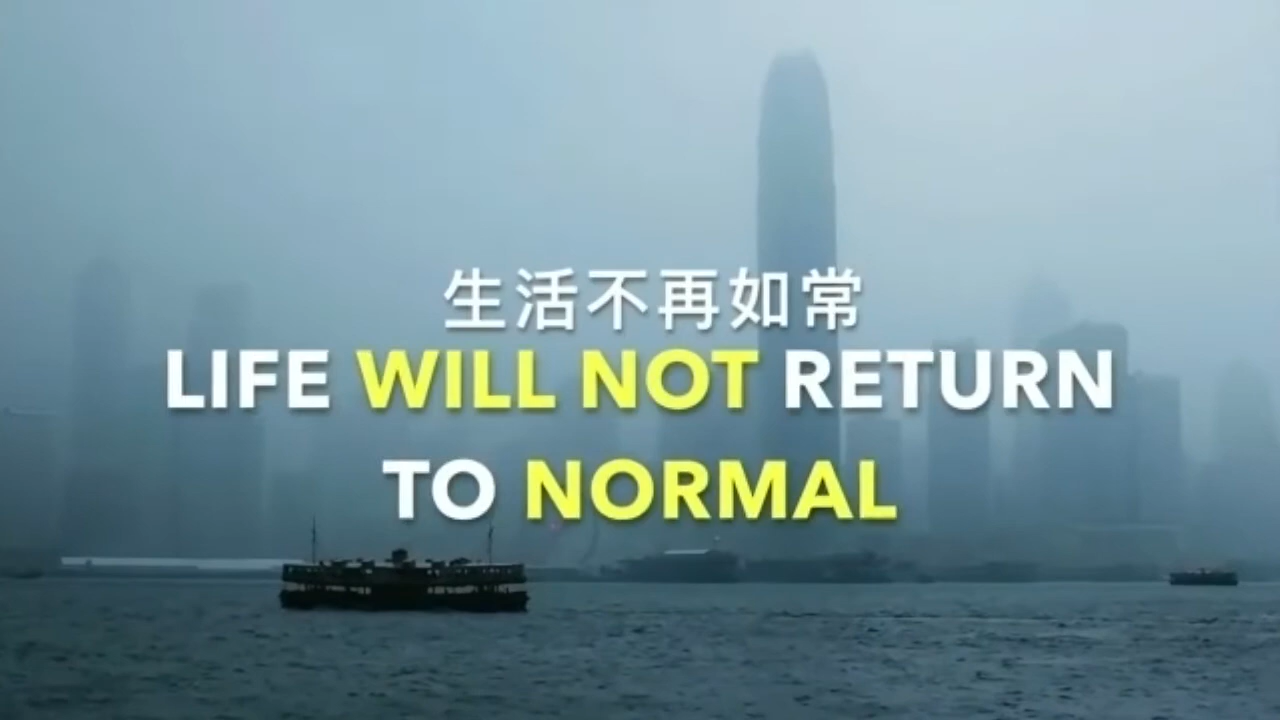 生活不再如常
LIFE WILL NOT RETURN
TO NORMAL